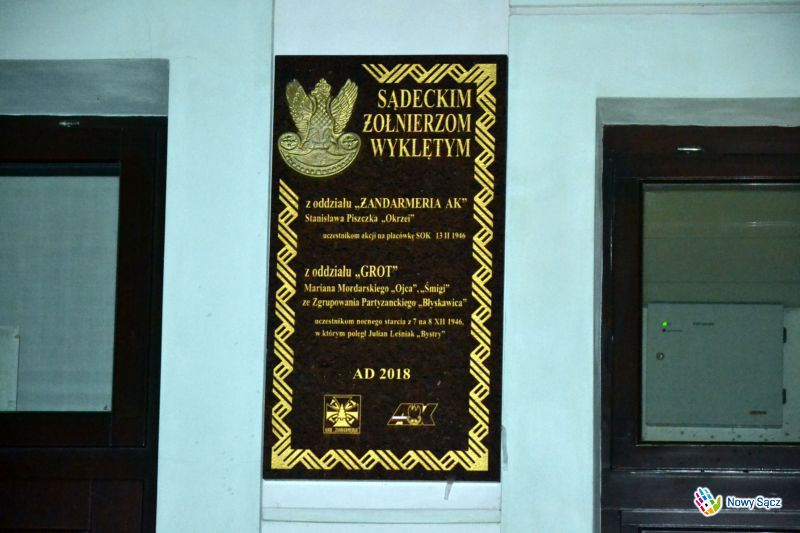 SĄDECKIM
ŻOŁNIERZOM
WYKLĘTYM
z oddziału „ŻANDARMERIA AK”
Stanisława Piszczka „Okrzei”
uczestnikom akcji na placówkę SOK 13 II 1946
z oddziału „GROT”
Mariana Mordarskiego „Ojca”, „Śmigi”
ze Zgrupowania Partyzanckiego „Błyskawica”
uczestnikom nocnego starcia z 7 na 8 XII 1946,
w którym poległ Julian Leśniak „Bystry”
AD 2018
Nowy Sącz